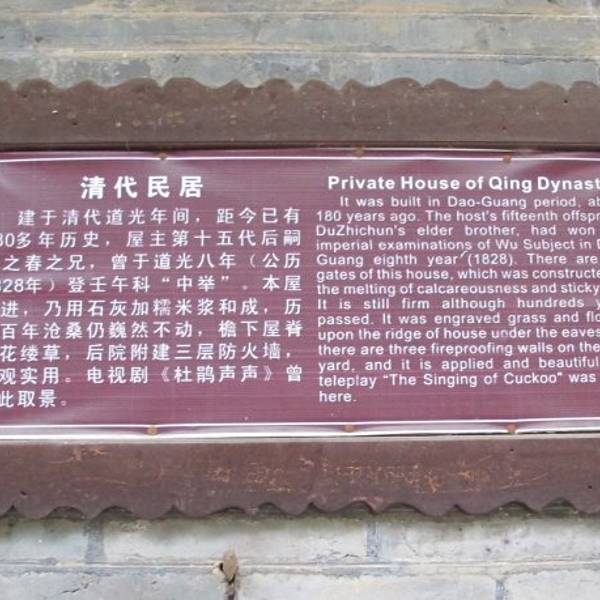 清代民居
建于清代道光年间，距今已有
80多年历史，屋主第十五代后嗣
之春之兄，曾于道光八年（公历
828年）登壬午科“中举”。本屋
进，乃用石灰加糯米浆和成，历
百年沧桑仍巍然不动，檐下屋脊
花缕草，后院附建三层防火墙，
观实用。电视剧《杜鹃声声》曾
此取景。
Private House of Qing Dynast
It was built in Dao-Guang period, ab
180 years ago. The host's fifteenth offspr
DuZhichun's elder brother, had won
imperial examinations of Wu Subject in D
Guang eighth year (1828). There are
gates of this house, which was constructe
the melting of calcareousness and sticky
It is still firm although hundreds y
passed. It was engraved grass and flo
upon the ridge of house under the eaves
there are three fireproofing walls on the
yard, and it is applied and beautiful
teleplay “The Singing of Cuckoo” was
here.